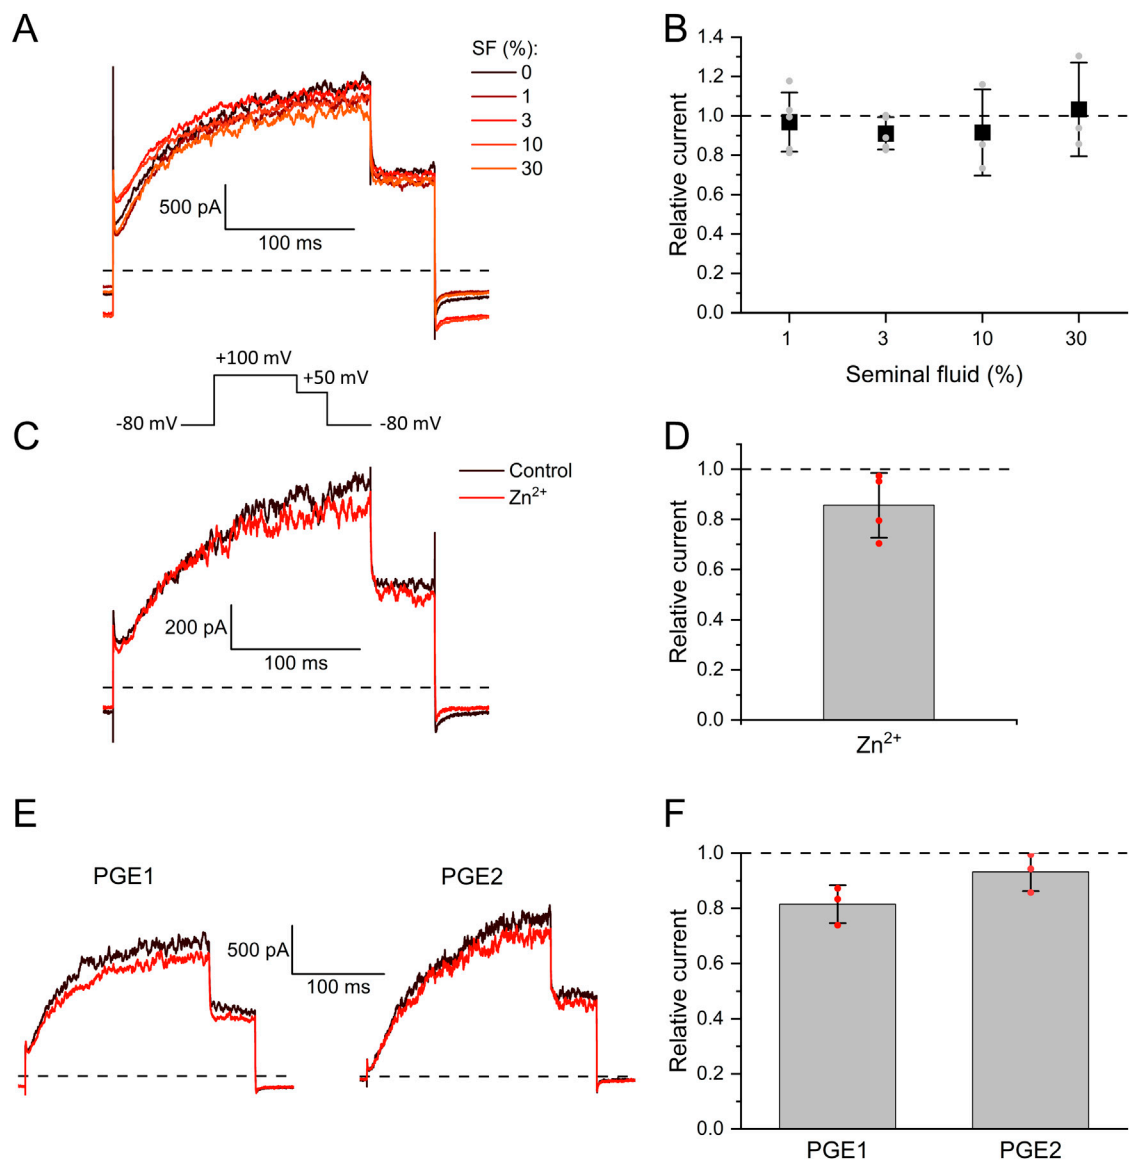 A
SF (%):
0
1
3
10
30
500 pA
100 ms
B
1.4
1.2
1.0
0.8
0.6
0.4
0.2
0.0
Relative current
1
3
10
30
Seminal fluid (%)
+100 mV
+50 mV
-80 mV
-80 mV
C
Control
Zn²⁺
200 pA
100 ms
D
1.0
0.8
0.6
0.4
0.2
0.0
Relative current
Zn²⁺
E
PGE1
PGE2
500 pA
100 ms
F
1.0
0.8
0.6
0.4
0.2
0.0
Relative current
PGE1
PGE2